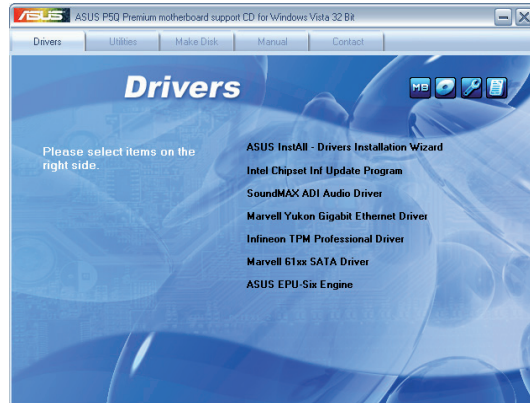 ASUS ASUS P5Q Premium motherboard support CD for Windows Vista 32 Bit
Drivers Utilities Make Disk Manual Contact
Drivers
MB
Please select items on the
right side.
ASUS InstAll - Drivers Installation Wizard
Intel Chipset Inf Update Program
SoundMAX ADI Audio Driver
Marvell Yukon Gigabit Ethernet Driver
Infineon TPM Professional Driver
Marvell 61xx SATA Driver
ASUS EPU-Six Engine